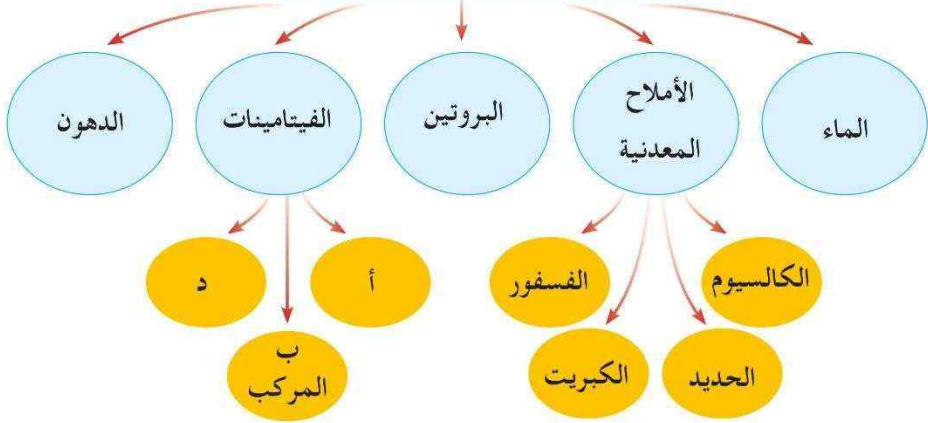 الماء
الأملاح
المعدنية
البروتين
الفيتامينات
الدهون
الكالسيوم
الحديد
الكبريت
الفسفور
أ
ب
المركب
د